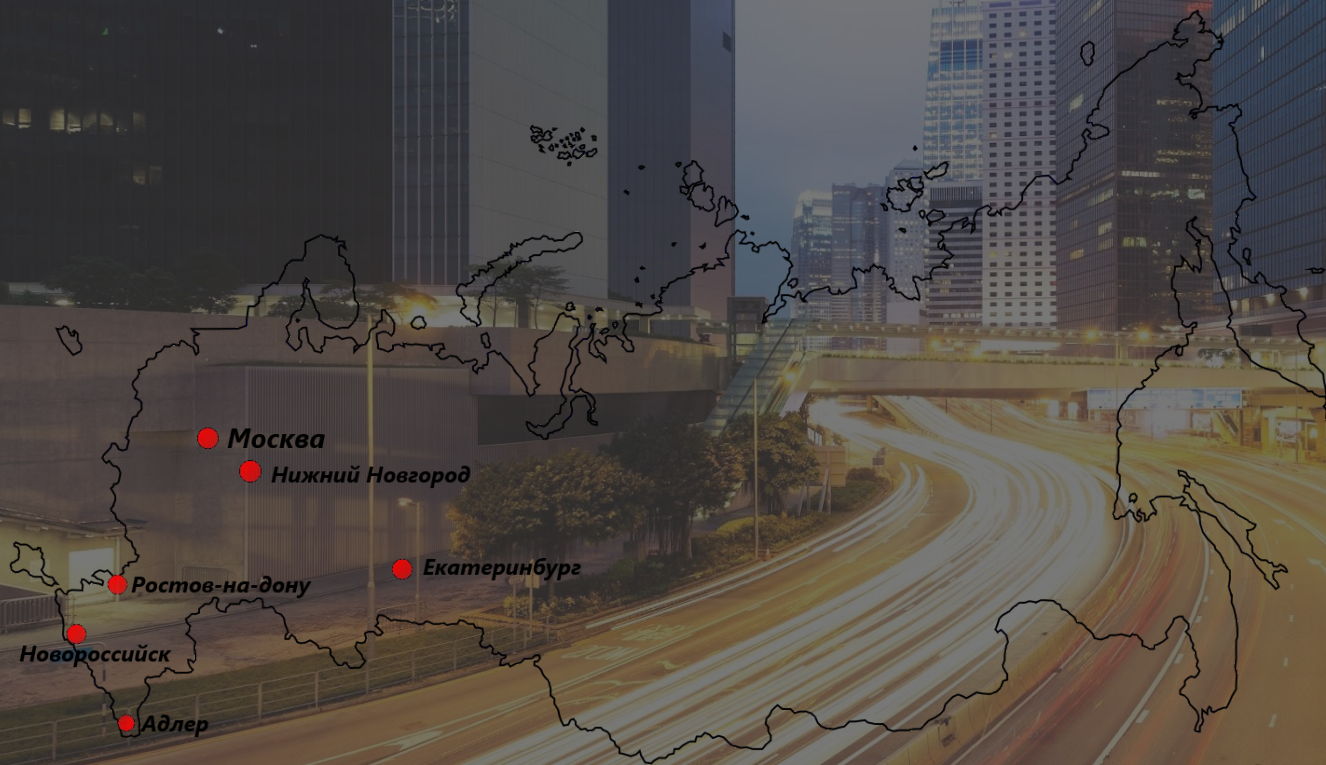 Москва
Нижний Новгород
Екатеринбург
Ростов-на-дону
Новороссийск
Адлер